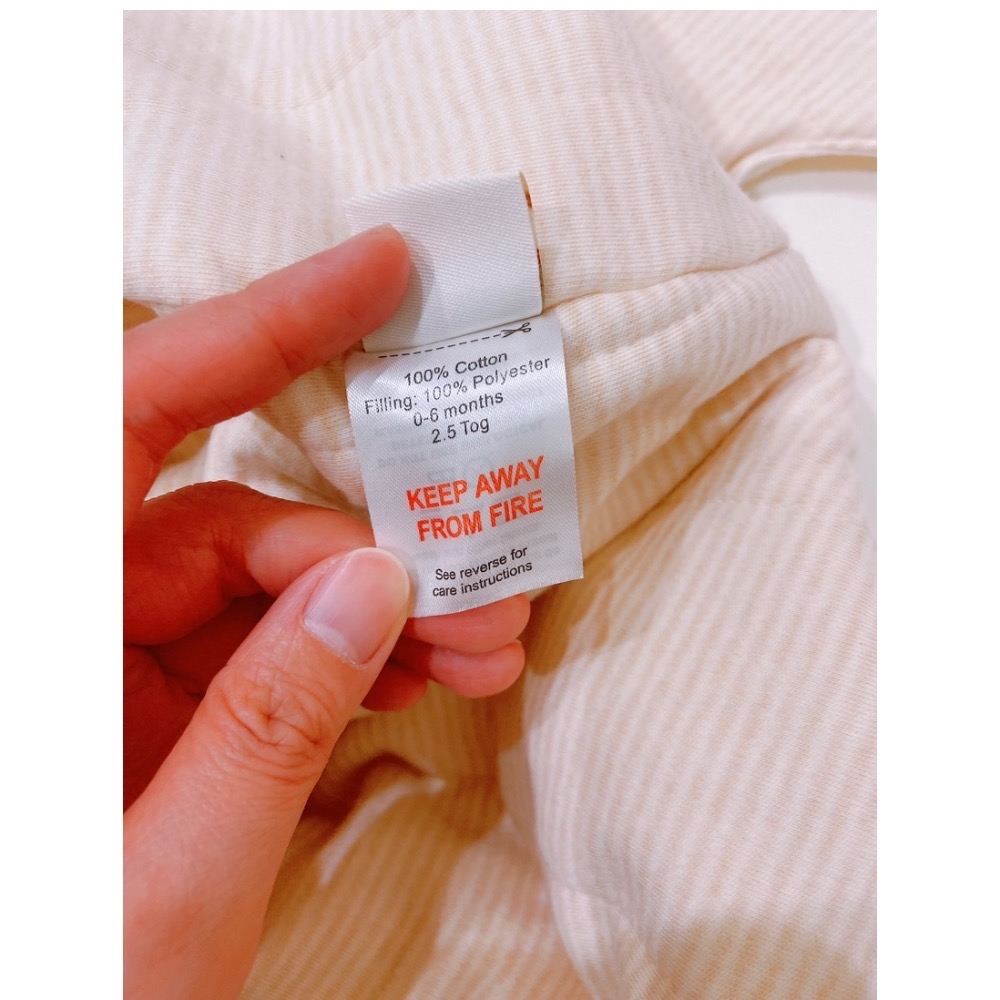 100% Cotton
Filling: 100% Polyester
0-6 months
2.5 Tog
KEEP AWAY
FROM FIRE
See reverse for
care instructions